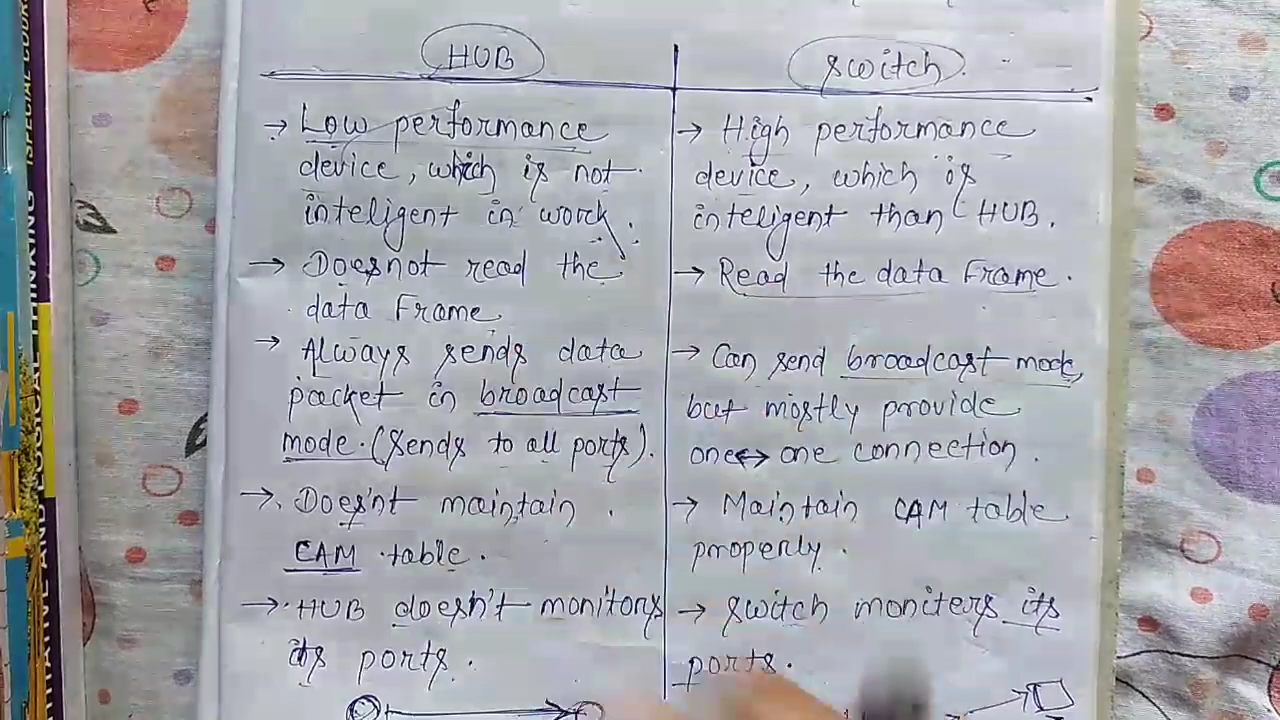 HUB
→ Low performance
device, which is not
inteligent in work.
→ Doesnot read the
data Frame
→ Always sends data
packet in broadcast
mode. (Sends to all ports).
→ Does'nt maintain
CAM table.
→ HUB doesn't monitors
its ports.
Switch
→ High performance
device, which is
inteligent than HUB.
→ Read the data Frame.
→ Can send broadcast mode,
but mostly provide
one↔one connection.
→ Maintain CAM table
properly.
→ Switch moniters its
ports.